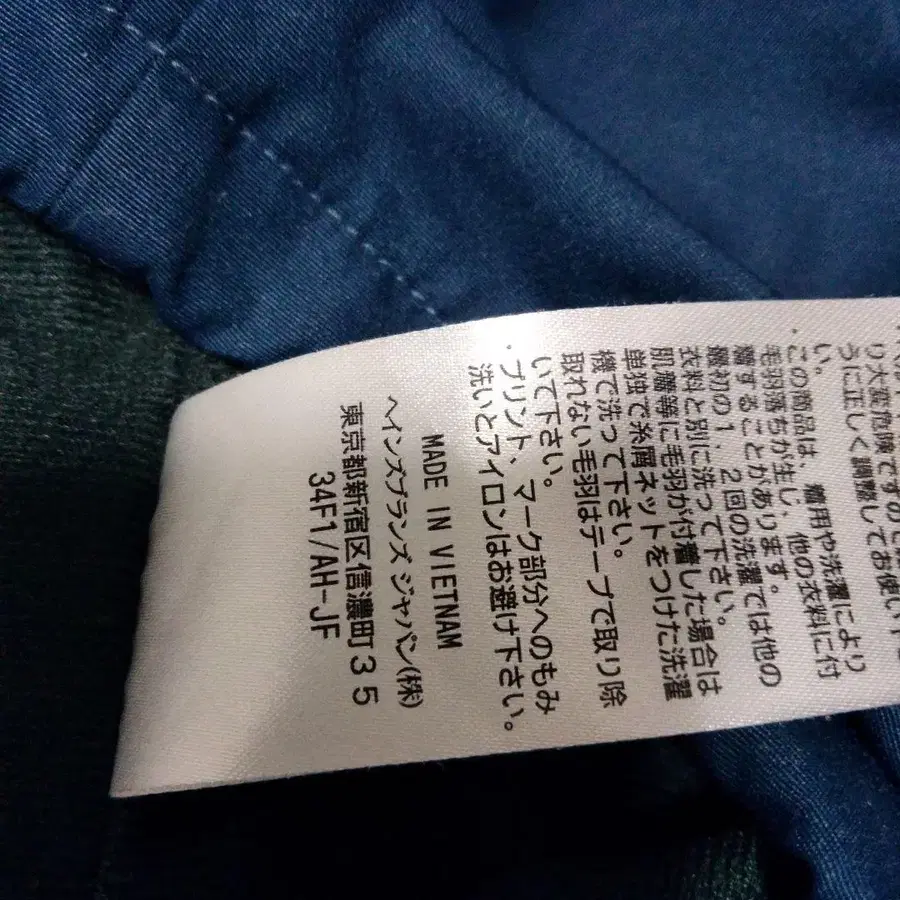 り大変危険ですの
うに正しく調整してお使い下
い。
・この商品は、着用や洗濯により
毛羽落ちが生じ、他の衣料に付
着することがあります。
最初の1、2回の洗濯では他の
衣料と別に洗って下さい。
肌着等に毛羽が付着した場合は
単独で糸屑ネットをつけた洗濯
機で洗って下さい。
取れない毛羽はテープで取り除
いて下さい。
・プリント、マーク部分へのもみ
洗いとアイロンはお避け下さい。
MADE IN VIETNAM
ヘインズブランズ ジャパン(株)
東京都新宿区信濃町35
34F1/AH-JF